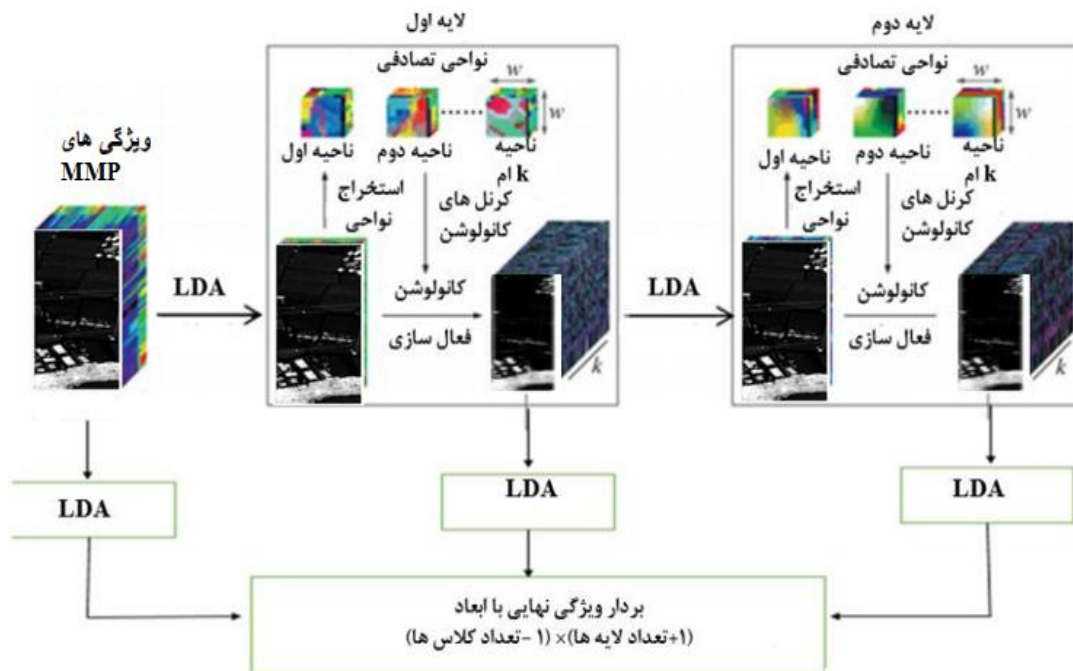 لایه اول
لایه دوم
نواحی تصادفی
w
w
ناحیه اول
ناحیه دوم
ناحیه
k ام
استخراج
نواحی
کرنل های
کانولوشن
کانولوشن
فعال سازی
k
نواحی تصادفی
w
w
ناحیه اول
ناحیه دوم
ناحیه
k ام
استخراج
نواحی
کرنل های
کانولوشن
کانولوشن
فعال سازی
k
ویژگی های
MMP
LDA
LDA
LDA
LDA
LDA
بردار ویژگی نهایی با ابعاد
(۱+تعداد لایه ها)×(۱ –تعداد کلاس ها)